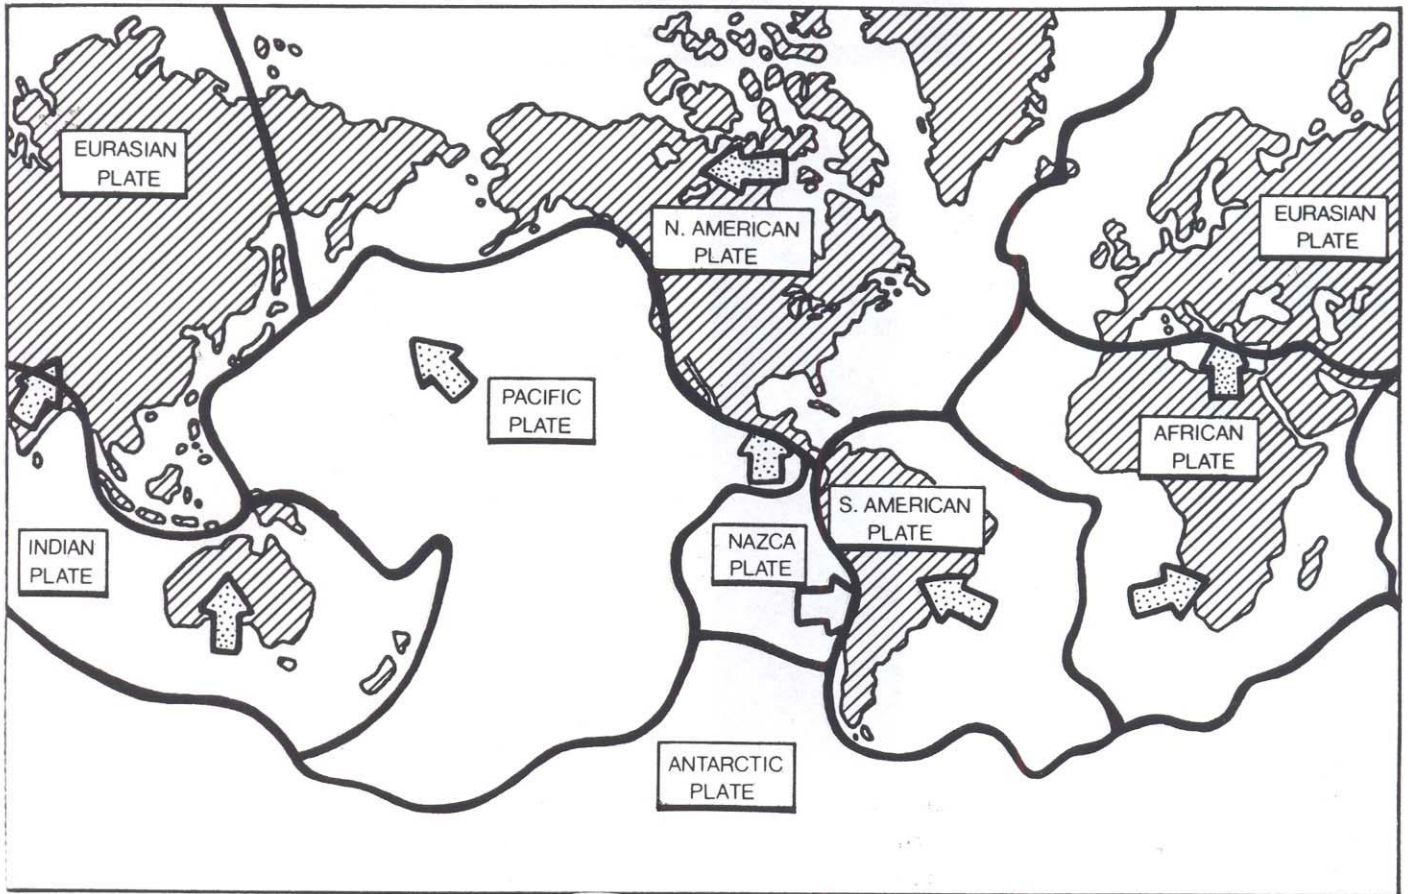 EURASIAN
PLATE
N. AMERICAN
PLATE
EURASIAN
PLATE
PACIFIC
PLATE
AFRICAN
PLATE
S. AMERICAN
PLATE
INDIAN
PLATE
NAZCA
PLATE
ANTARCTIC
PLATE